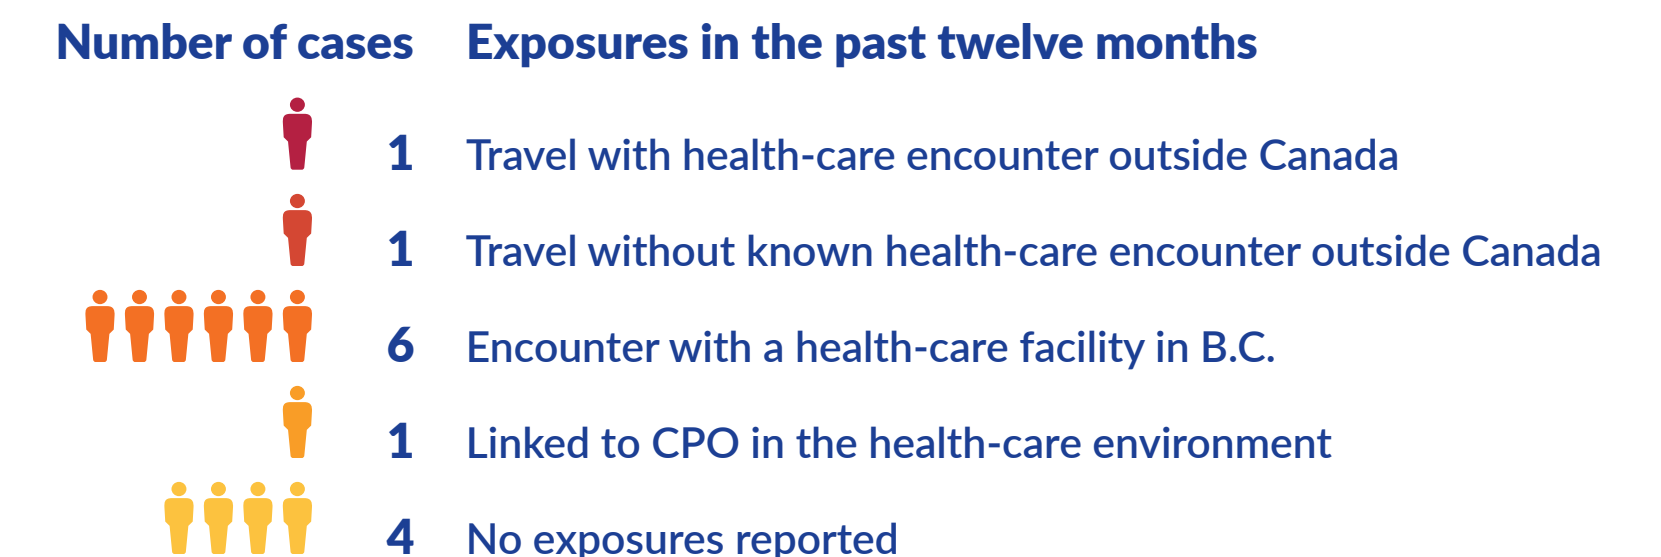 Number of cases Exposures in the past twelve months
1 Travel with health-care encounter outside Canada
1 Travel without known health-care encounter outside Canada
6 Encounter with a health-care facility in B.C.
1 Linked to CPO in the health-care environment
4 No exposures reported